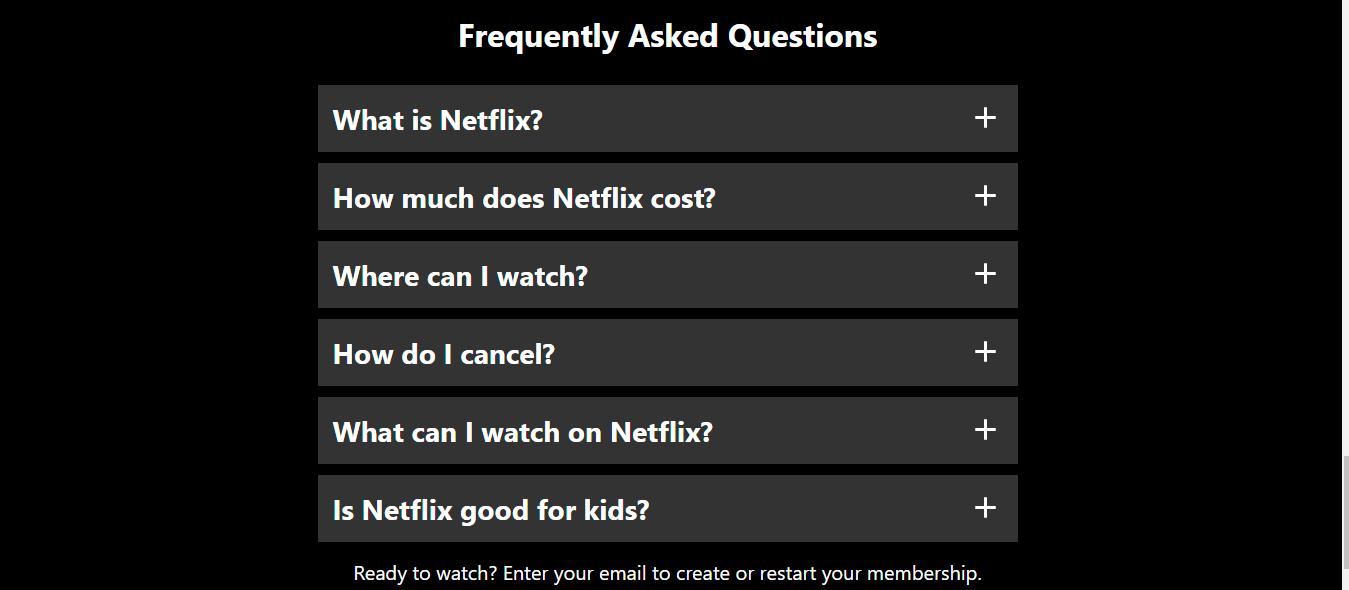 Frequently Asked Questions
What is Netflix?
How much does Netflix cost?
Where can I watch?
How do I cancel?
What can I watch on Netflix?
Is Netflix good for kids?
Ready to watch? Enter your email to create or restart your membership.